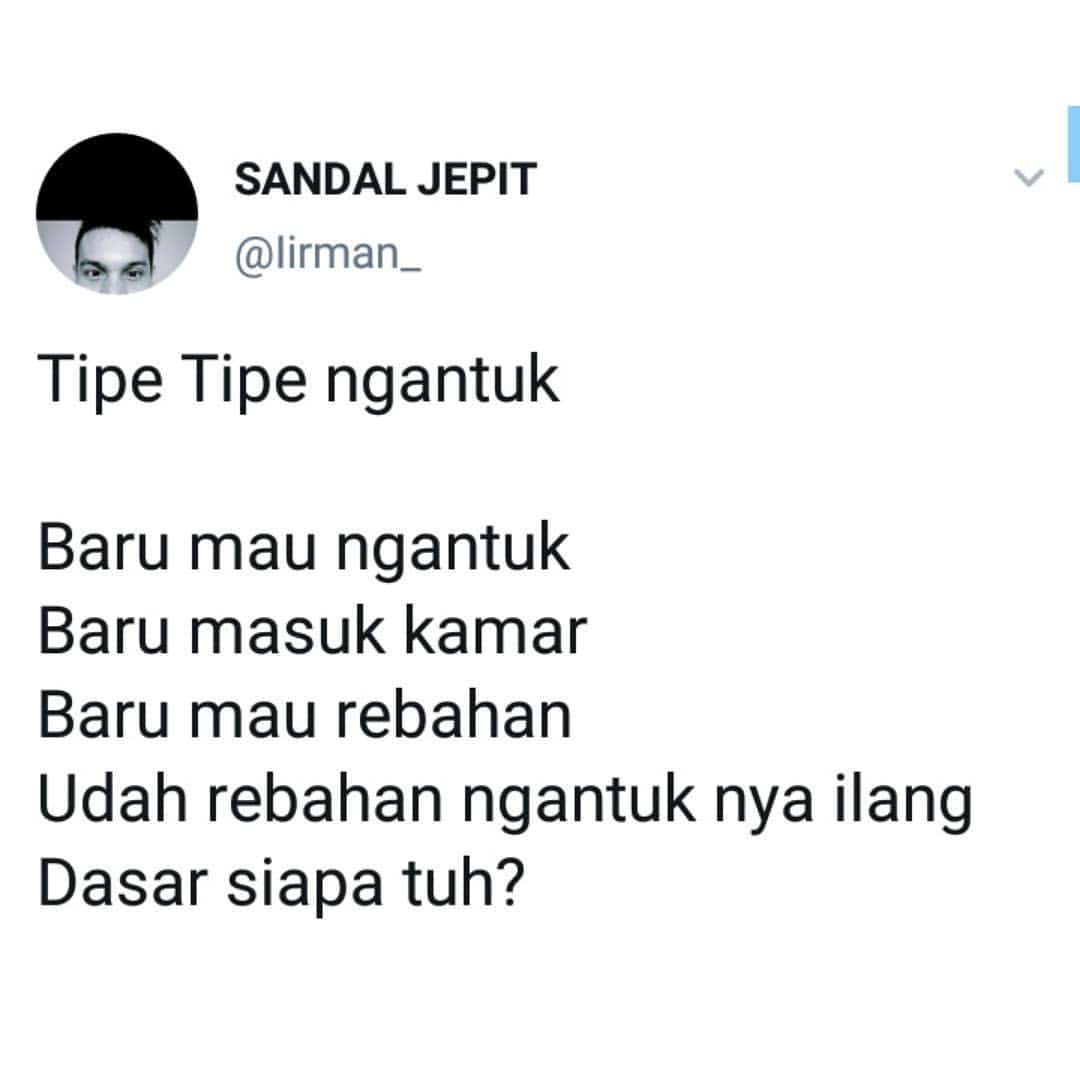 SANDAL JEPIT
@lirman_
Tipe Tipe ngantuk
Baru mau ngantuk
Baru masuk kamar
Baru mau rebahan
Udah rebahan ngantuk nya ilang
Dasar siapa tuh?